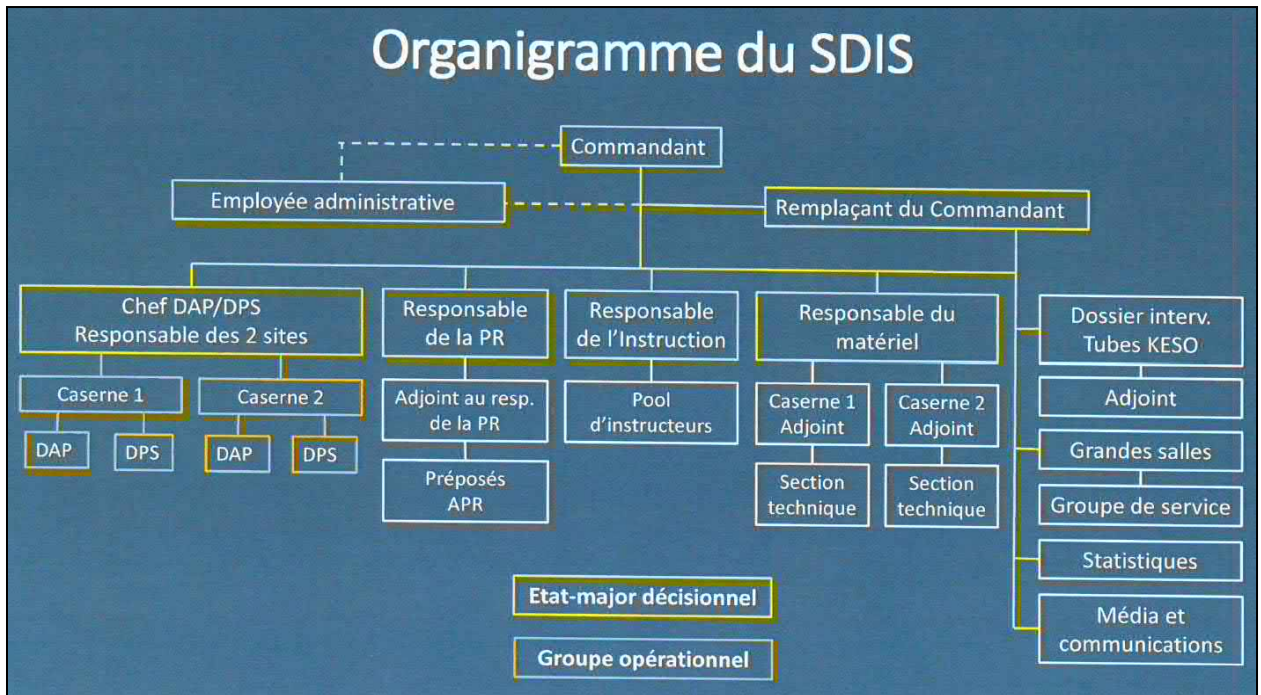 Organigramme du SDIS
Commandant
Employée administrative
Remplaçant du Commandant
Chef DAP/DPS
Responsable des 2 sites
Caserne 1
Caserne 2
DAP
DPS
DAP
DPS
Responsable
de la PR
Adjoint au resp.
de la PR
Préposés
APR
Responsable
de l'Instruction
Pool
d'instructeurs
Responsable du
matériel
Caserne 1
Adjoint
Caserne 2
Adjoint
Section
technique
Section
technique
Dossier interv.
Tubes KESO
Adjoint
Grandes salles
Groupe de service
Statistiques
Média et
communications
Etat-major décisionnel
Groupe opérationnel